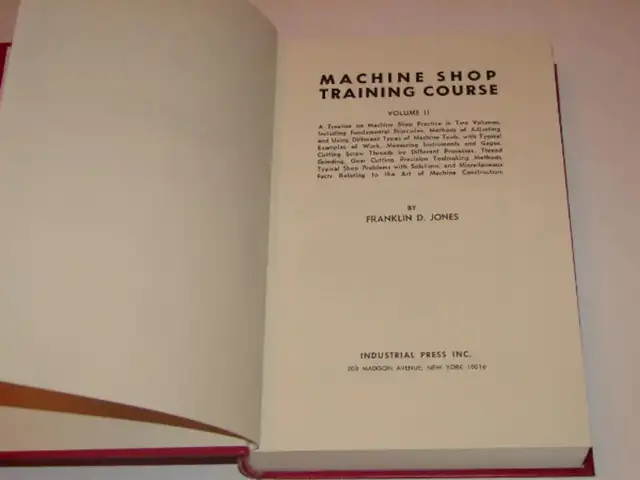 MACHINE SHOP
TRAINING COURSE
VOLUME II
A Treatise on Machine Shop Practice in Two Volumes,
Including Fundamental Principles, Methods of Adjusting
and Using Different Types of Machine Tools, with Typical
Examples of Work, Measuring Instruments and Gages,
Cutting Screw Threads by Different Processes, Thread
Grinding, Gear Cutting, Precision Toolmaking Methods,
Typical Shop Problems with Solutions, and Miscellaneous
Facts Relating to the Art of Machine Construction.
BY
FRANKLIN D. JONES
INDUSTRIAL PRESS INC.
200 MADISON AVENUE, NEW YORK 10016